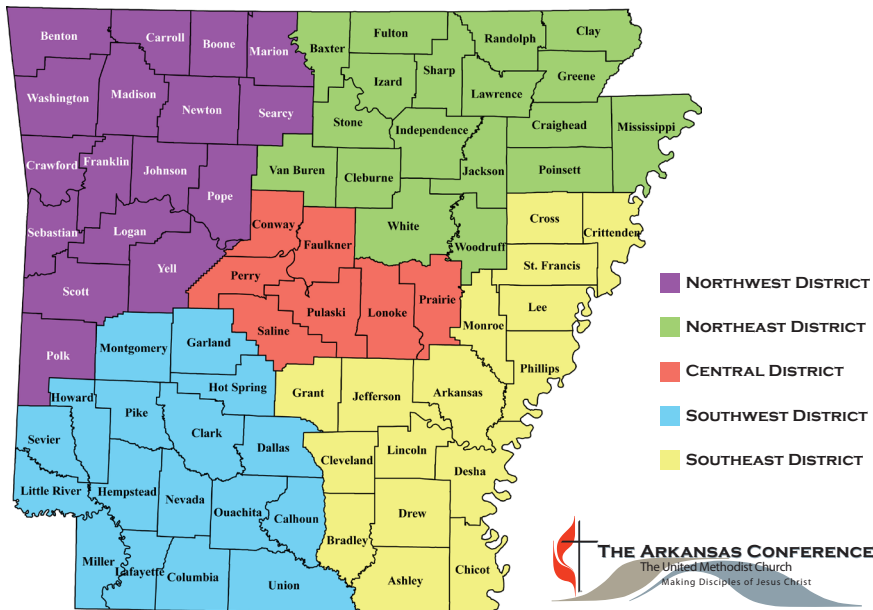 Benton
Carroll
Boone
Marion
Baxter
Fulton
Randolph
Clay
Sharp
Izard
Greene
Washington
Madison
Newton
Searcy
Lawrence
Stone
Independence
Craighead
Mississippi
Crawford
Franklin
Johnson
Van Buren
Cleburne
Jackson
Poinsett
Pope
Sebastian
Logan
Conway
White
Woodruff
Cross
Crittenden
Faulkner
Yell
Perry
St. Francis
Scott
Pulaski
Lonoke
Prairie
Lee
Monroe
Saline
Polk
Montgomery
Garland
Phillips
Hot Spring
Grant
Jefferson
Arkansas
Howard
Pike
Clark
Dallas
Sevier
Cleveland
Lincoln
Desha
Little River
Hempstead
Nevada
Ouachita
Calhoun
Drew
Bradley
Miller
Lafayette
Columbia
Union
Ashley
Chicot
Northwest District
Northeast District
Central District
Southwest District
Southeast District
The Arkansas Conference
The United Methodist Church
Making Disciples of Jesus Christ